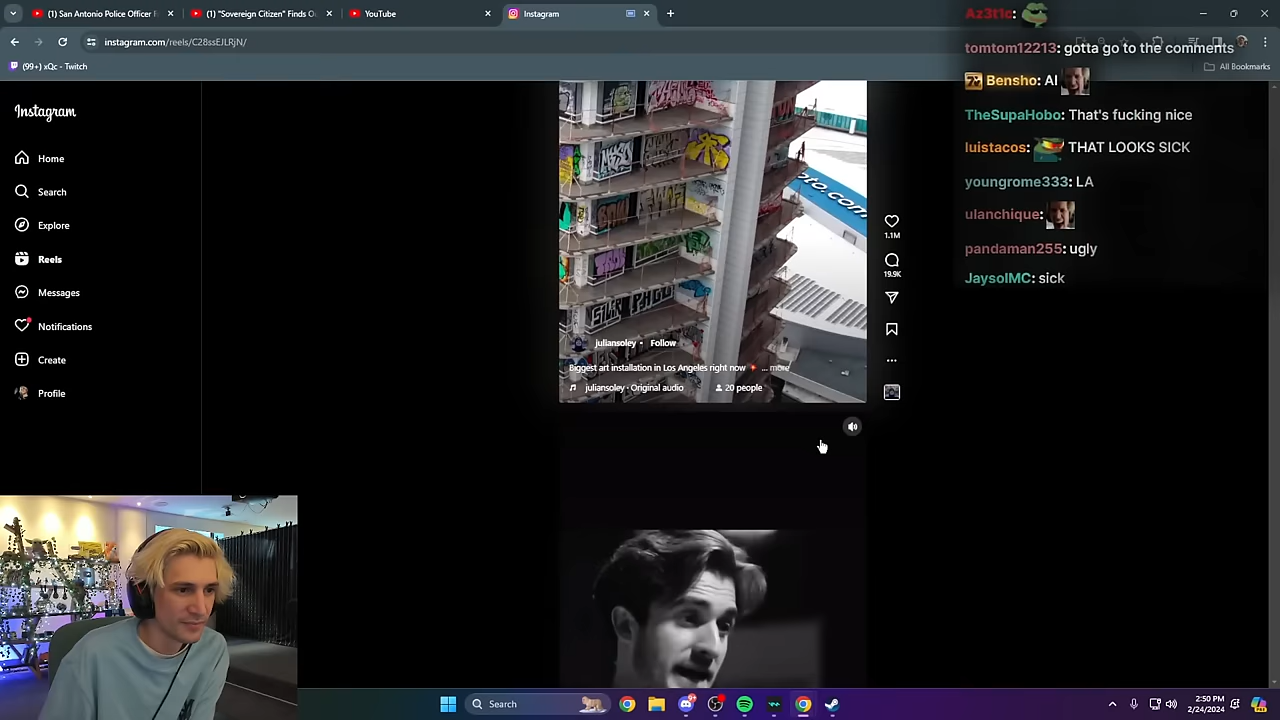 (1) San Antonio Police Officer F
(1) "Sovereign Citizen" Finds O
YouTube
Instagram
instagram.com/reels/C28ssEJLRjN/
(99+) xQc - Twitch
All Bookmarks
Instagram
Home
Search
Explore
Reels
Messages
Notifications
Create
Profile
juliansoley • Follow
Biggest art installation in Los Angeles right now ... more
juliansoley · Original audio
20 people
1.1M
19.9K
Az3t1c:
tomtom12213: gotta go to the comments
Bensho: AI
TheSupaHobo: That's fucking nice
luistacos: THAT LOOKS SICK
youngrome333: LA
ulanchique:
pandaman255: ugly
JaysolMC: sick
Search
2:50 PM
2/24/2024